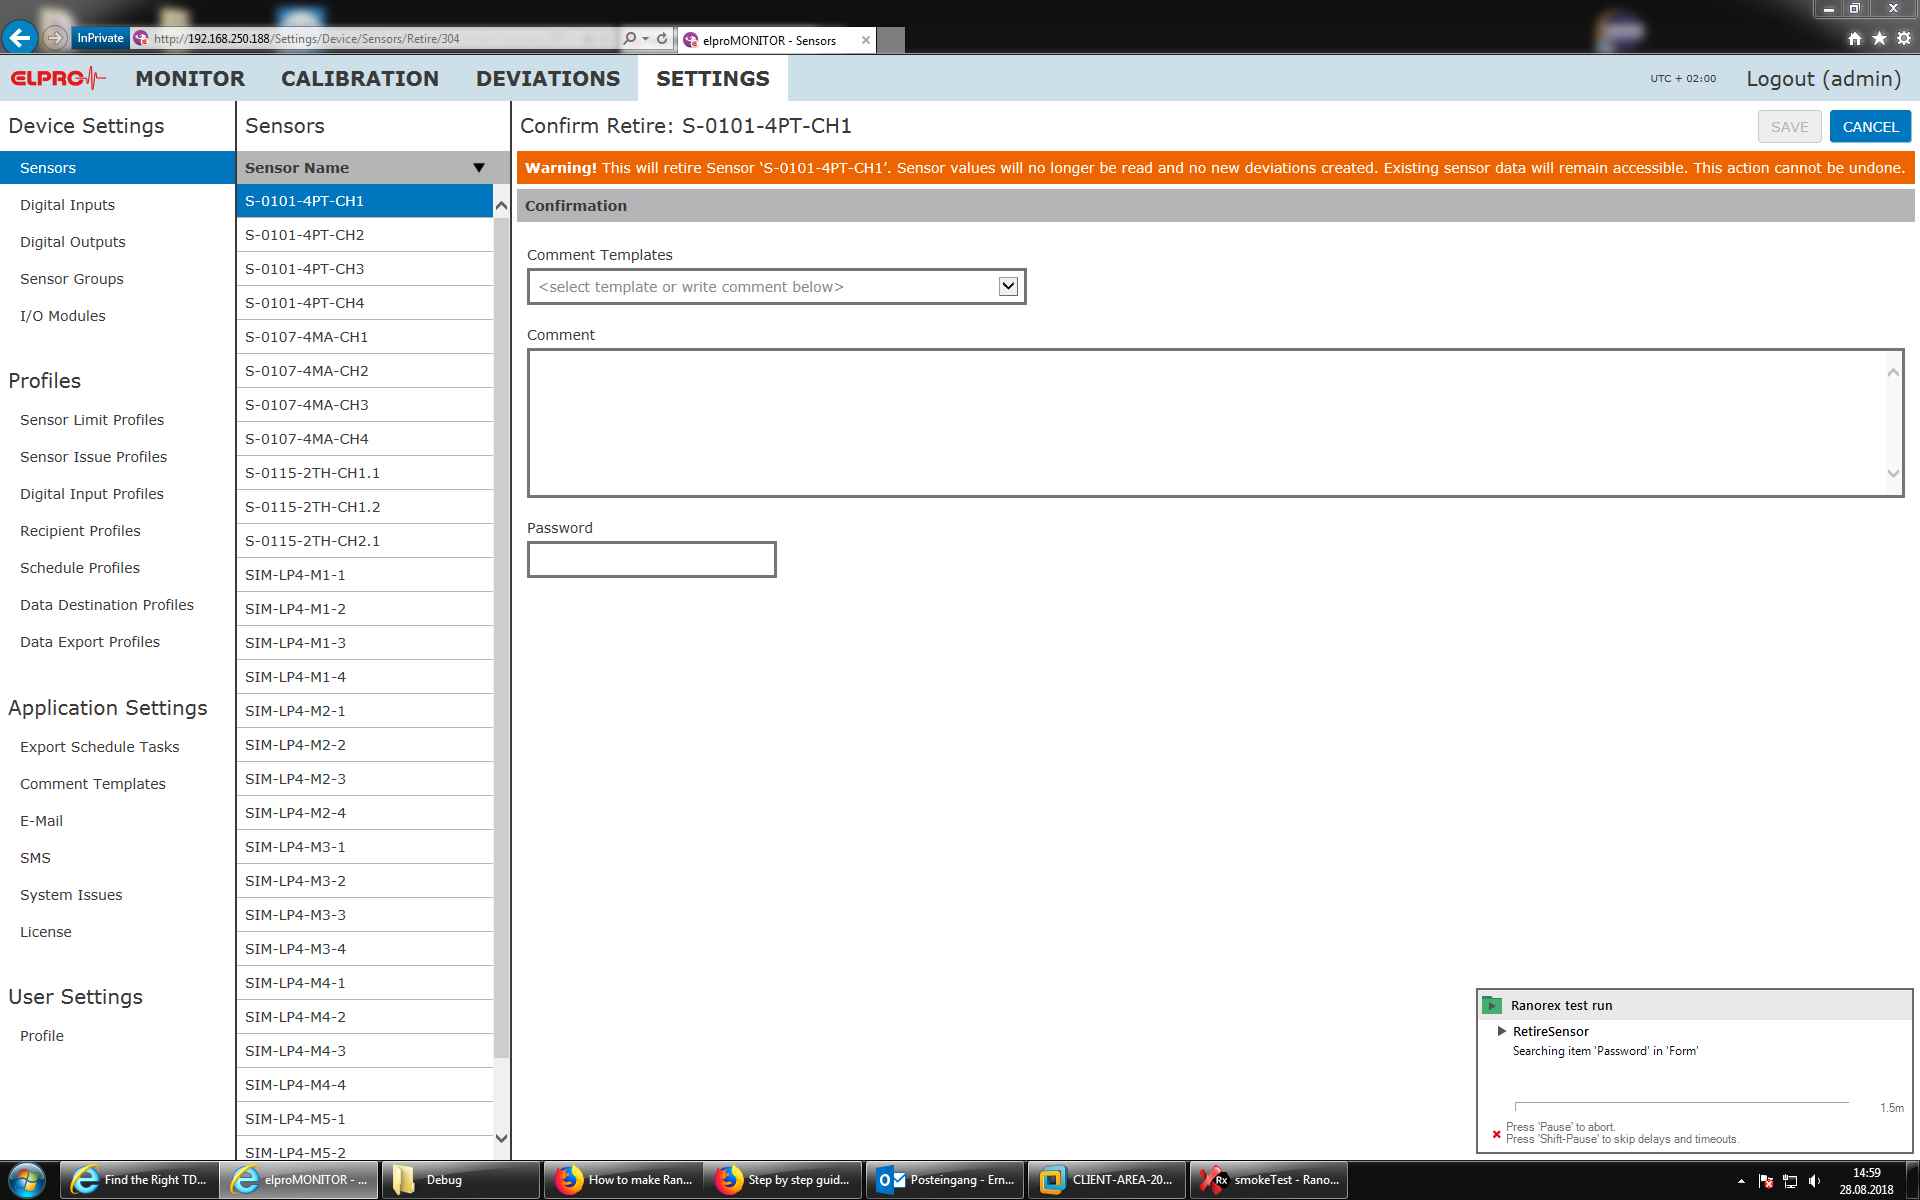 InPrivate
http://192.168.250.188/Settings/Device/Sensors/Retire/304
elproMONITOR - Sensors
ELPRO
MONITOR
CALIBRATION
DEVIATIONS
SETTINGS
UTC + 02:00
Logout (admin)
Device Settings
Sensors
Digital Inputs
Digital Outputs
Sensor Groups
I/O Modules
Profiles
Sensor Limit Profiles
Sensor Issue Profiles
Digital Input Profiles
Recipient Profiles
Schedule Profiles
Data Destination Profiles
Data Export Profiles
Application Settings
Export Schedule Tasks
Comment Templates
E-Mail
SMS
System Issues
License
User Settings
Profile
Sensors
Sensor Name
S-0101-4PT-CH1
S-0101-4PT-CH2
S-0101-4PT-CH3
S-0101-4PT-CH4
S-0107-4MA-CH1
S-0107-4MA-CH2
S-0107-4MA-CH3
S-0107-4MA-CH4
S-0115-2TH-CH1.1
S-0115-2TH-CH1.2
S-0115-2TH-CH2.1
SIM-LP4-M1-1
SIM-LP4-M1-2
SIM-LP4-M1-3
SIM-LP4-M1-4
SIM-LP4-M2-1
SIM-LP4-M2-2
SIM-LP4-M2-3
SIM-LP4-M2-4
SIM-LP4-M3-1
SIM-LP4-M3-2
SIM-LP4-M3-3
SIM-LP4-M3-4
SIM-LP4-M4-1
SIM-LP4-M4-2
SIM-LP4-M4-3
SIM-LP4-M4-4
SIM-LP4-M5-1
SIM-LP4-M5-2
Confirm Retire: S-0101-4PT-CH1
SAVE
CANCEL
Warning! This will retire Sensor ‘S-0101-4PT-CH1’. Sensor values will no longer be read and no new deviations created. Existing sensor data will remain accessible. This action cannot be undone.
Confirmation
Comment Templates
<select template or write comment below>
Comment
Password
Ranorex test run
RetireSensor
Searching item 'Password' in 'Form'
1.5m
Press 'Pause' to abort.
Press 'Shift-Pause' to skip delays and timeouts.
Find the Right TD...
elproMONITOR - ...
Debug
How to make Ran...
Step by step guid...
Posteingang - Ern...
CLIENT-AREA-20...
smokeTest - Rano...
14:59
28.08.2018